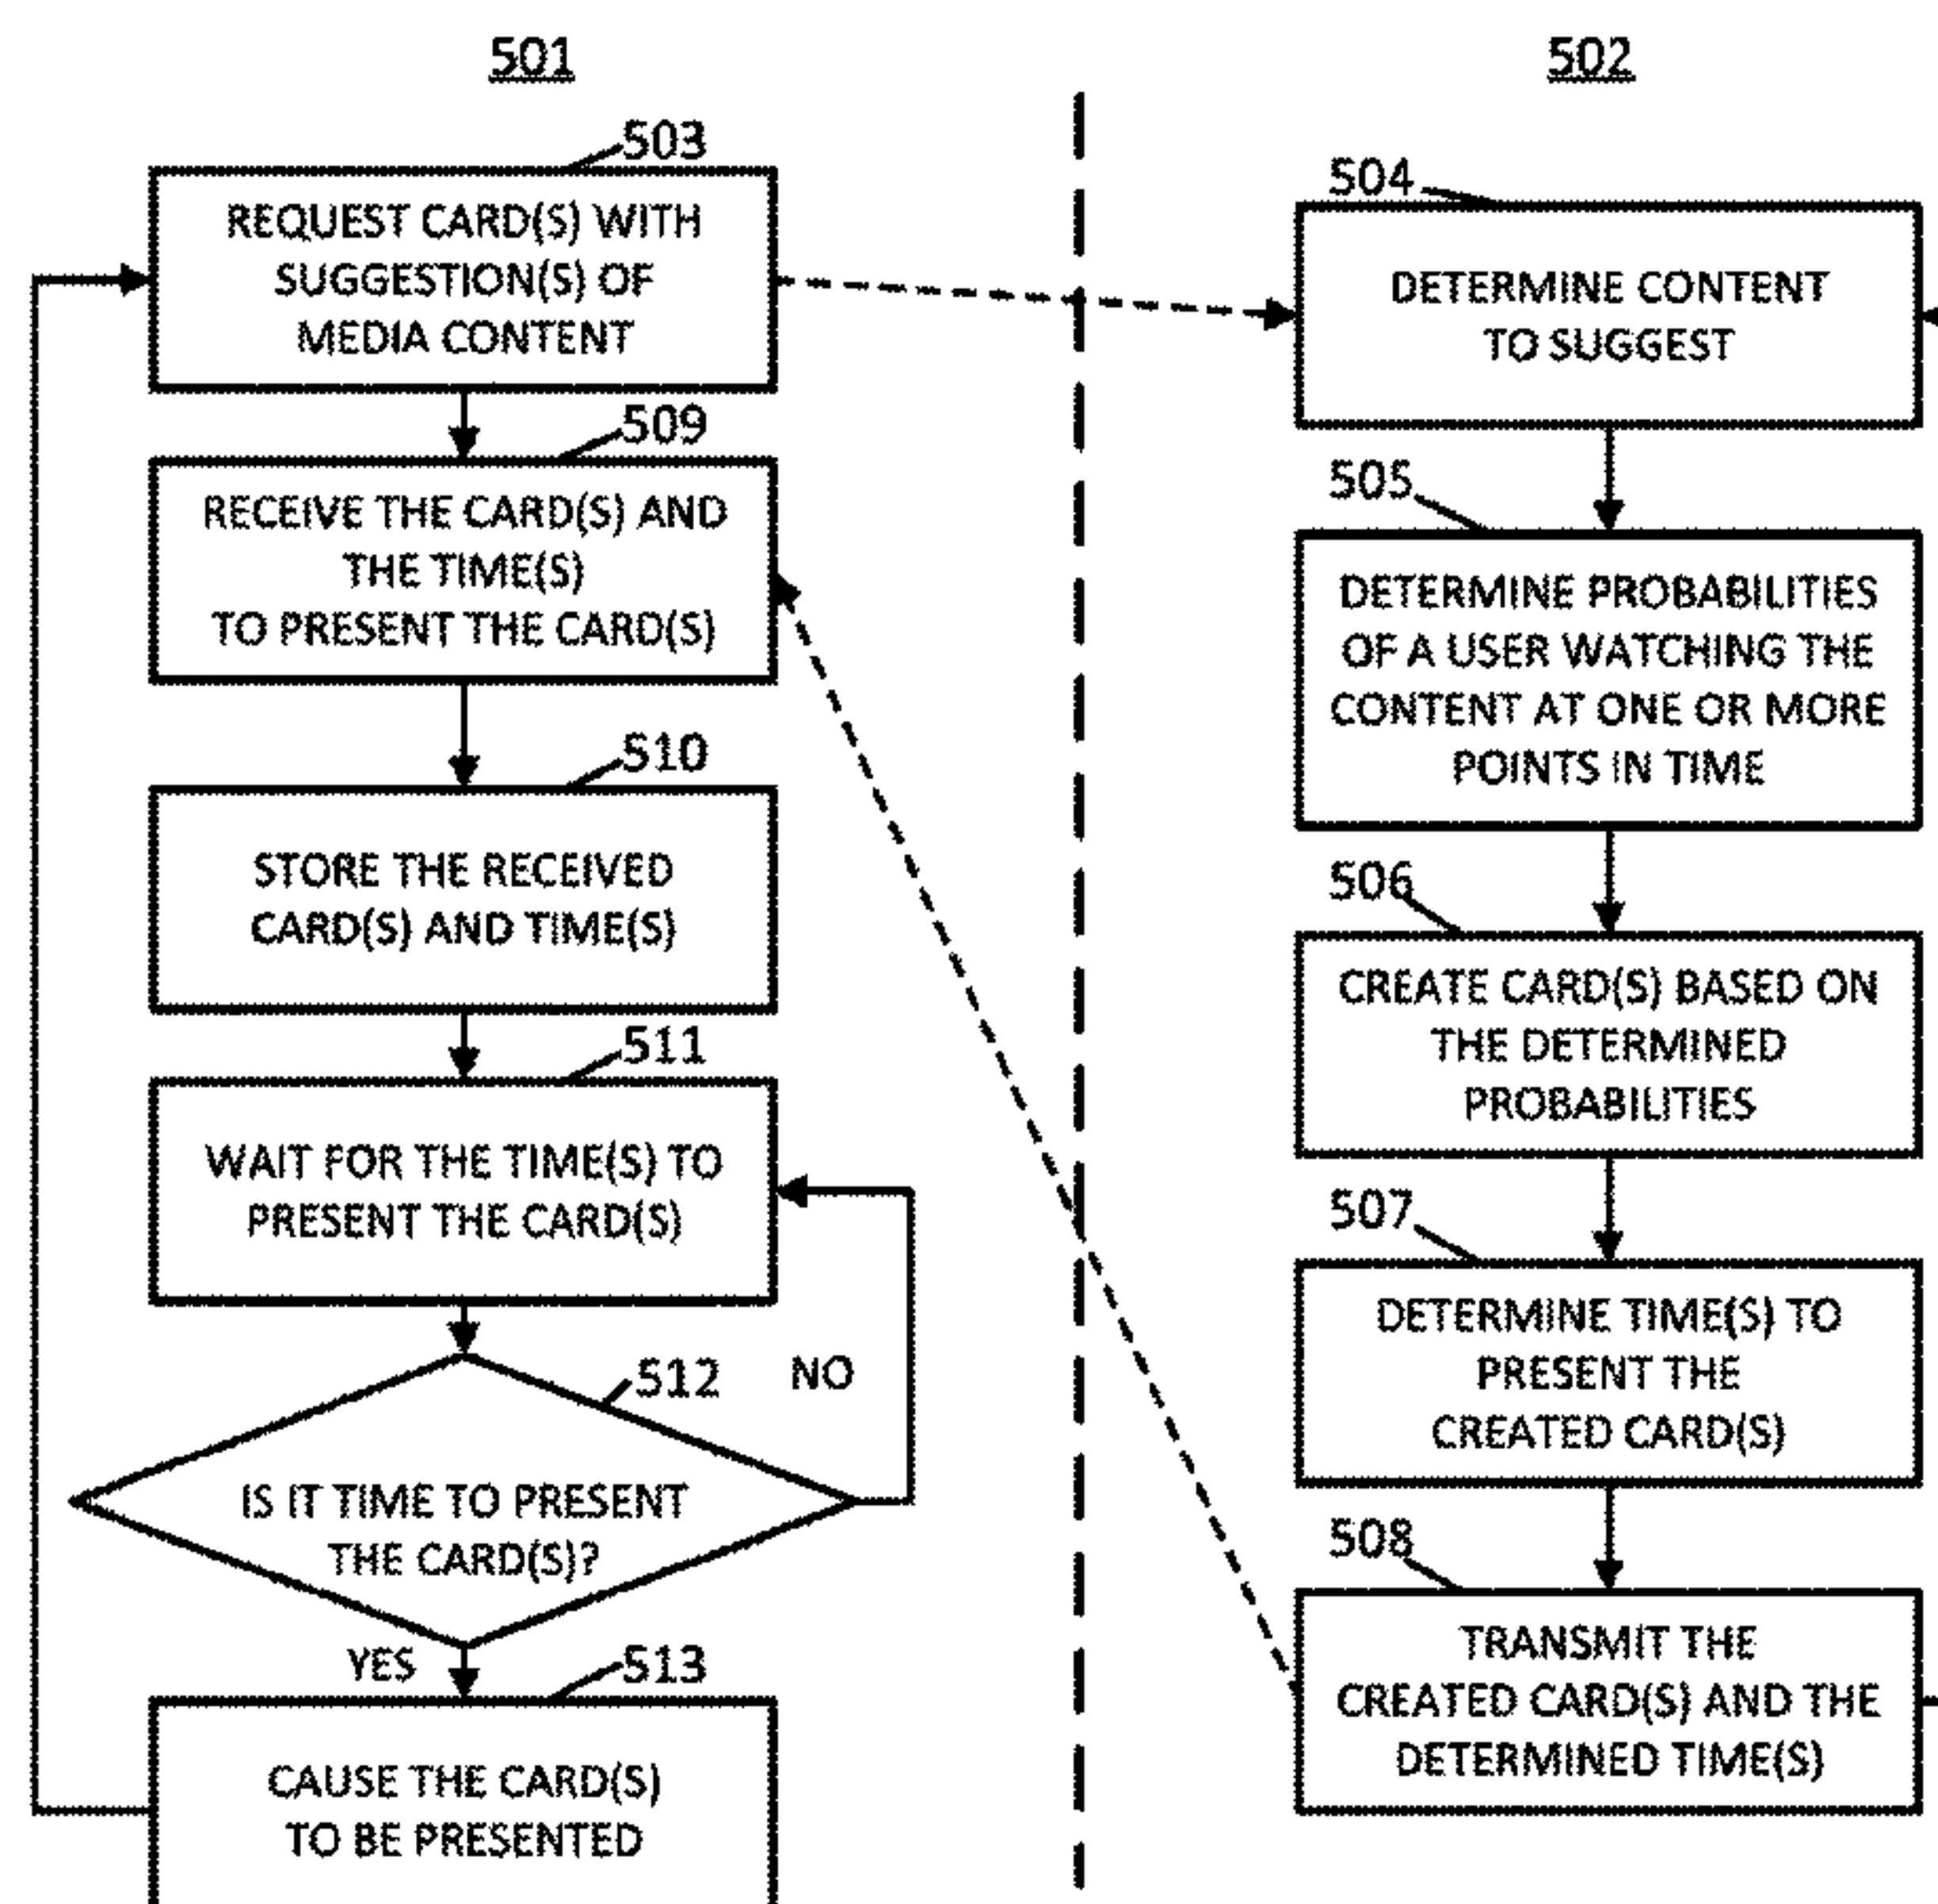 501
503
REQUEST CARD(S) WITH
SUGGESTION(S) OF
MEDIA CONTENT
509
RECEIVE THE CARD(S) AND
THE TIME(S)
TO PRESENT THE CARD(S)
510
STORE THE RECEIVED
CARD(S) AND TIME(S)
511
WAIT FOR THE TIME(S) TO
PRESENT THE CARD(S)
512
NO
IS IT TIME TO PRESENT
THE CARD(S)?
YES
513
CAUSE THE CARD(S)
TO BE PRESENTED
502
504
DETERMINE CONTENT
TO SUGGEST
505
DETERMINE PROBABILITIES
OF A USER WATCHING THE
CONTENT AT ONE OR MORE
POINTS IN TIME
506
CREATE CARD(S) BASED ON
THE DETERMINED
PROBABILITIES
507
DETERMINE TIME(S) TO
PRESENT THE
CREATED CARD(S)
508
TRANSMIT THE
CREATED CARD(S) AND THE
DETERMINED TIME(S)